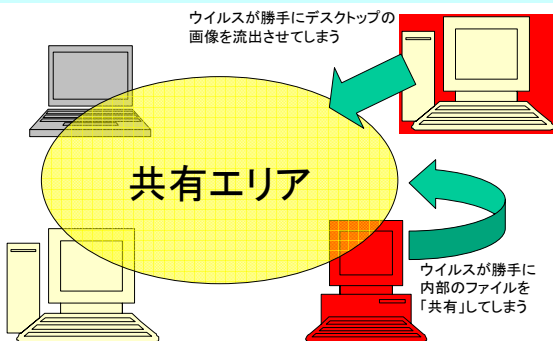 ウイルスが勝手にデスクトップの
画像を流出させてしまう
共有エリア
ウイルスが勝手に
内部のファイルを
「共有」してしまう